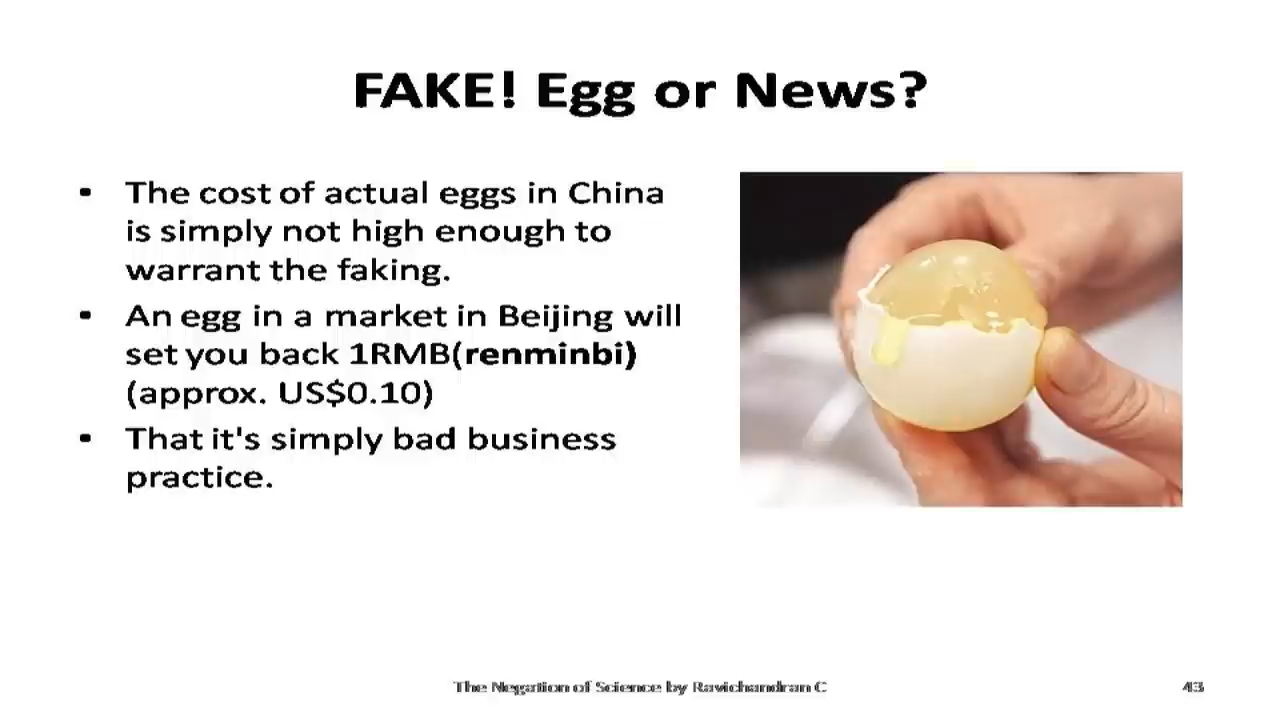 FAKE! Egg or News?
• The cost of actual eggs in China
is simply not high enough to
warrant the faking.
• An egg in a market in Beijing will
set you back 1RMB(renminbi)
(approx. US$0.10)
• That it's simply bad business
practice.
The Negation of Science by Ravichandran C
43